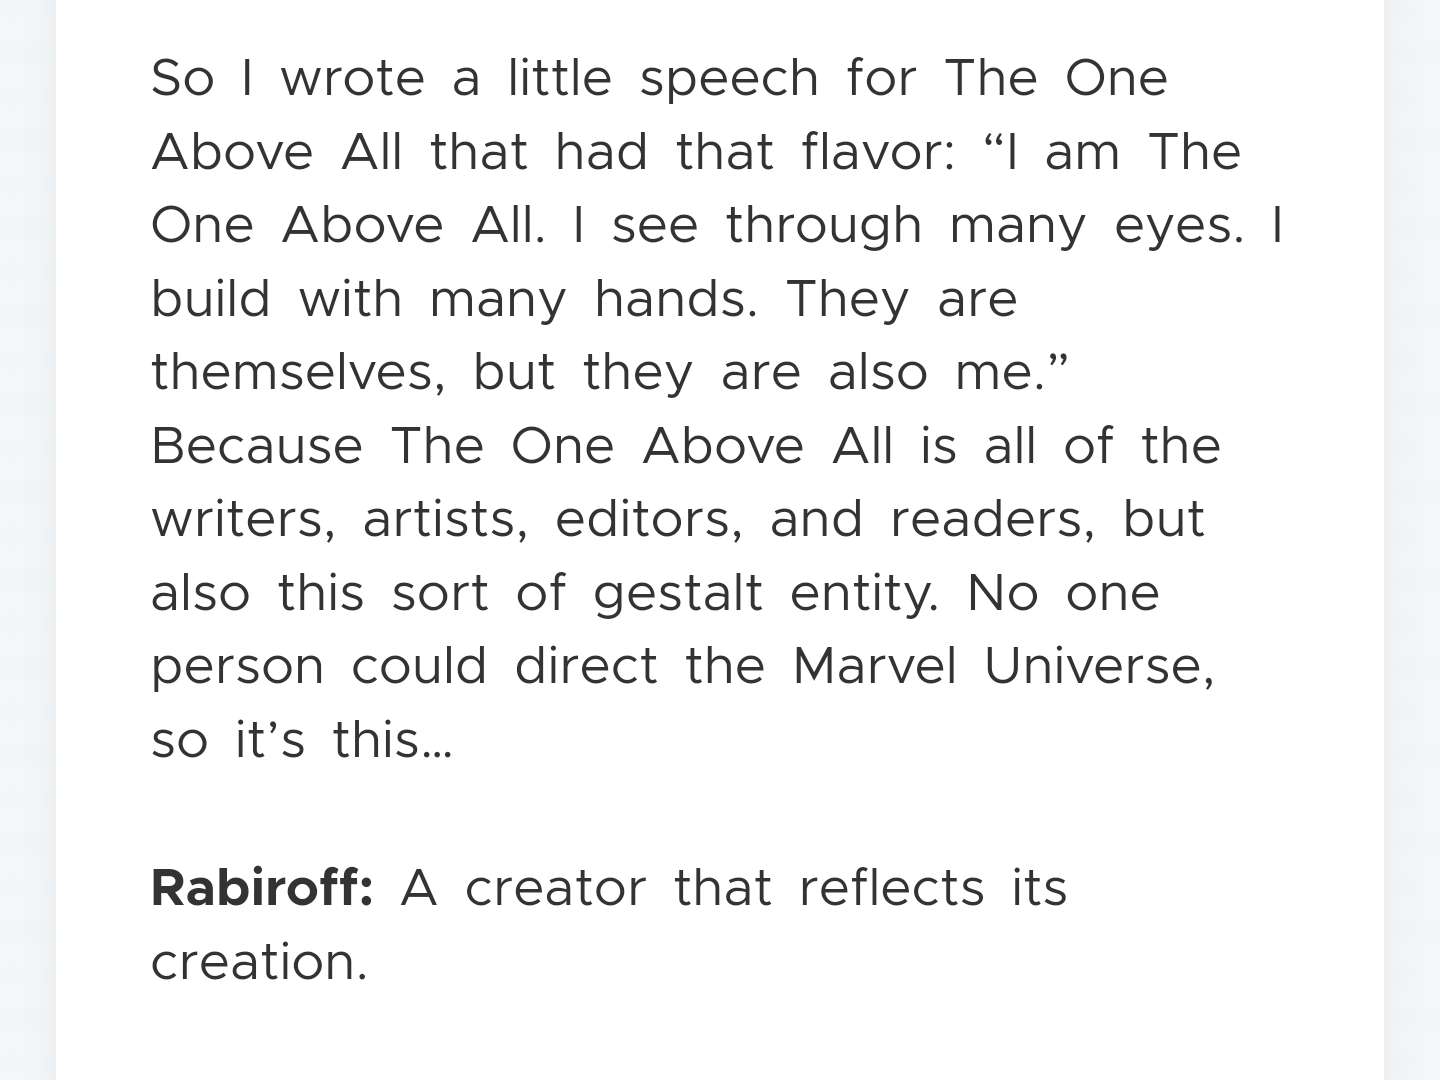 So I wrote a little speech for The One
Above All that had that flavor: “I am The
One Above All. I see through many eyes. I
build with many hands. They are
themselves, but they are also me.”
Because The One Above All is all of the
writers, artists, editors, and readers, but
also this sort of gestalt entity. No one
person could direct the Marvel Universe,
so it’s this…
Rabiroff: A creator that reflects its
creation.